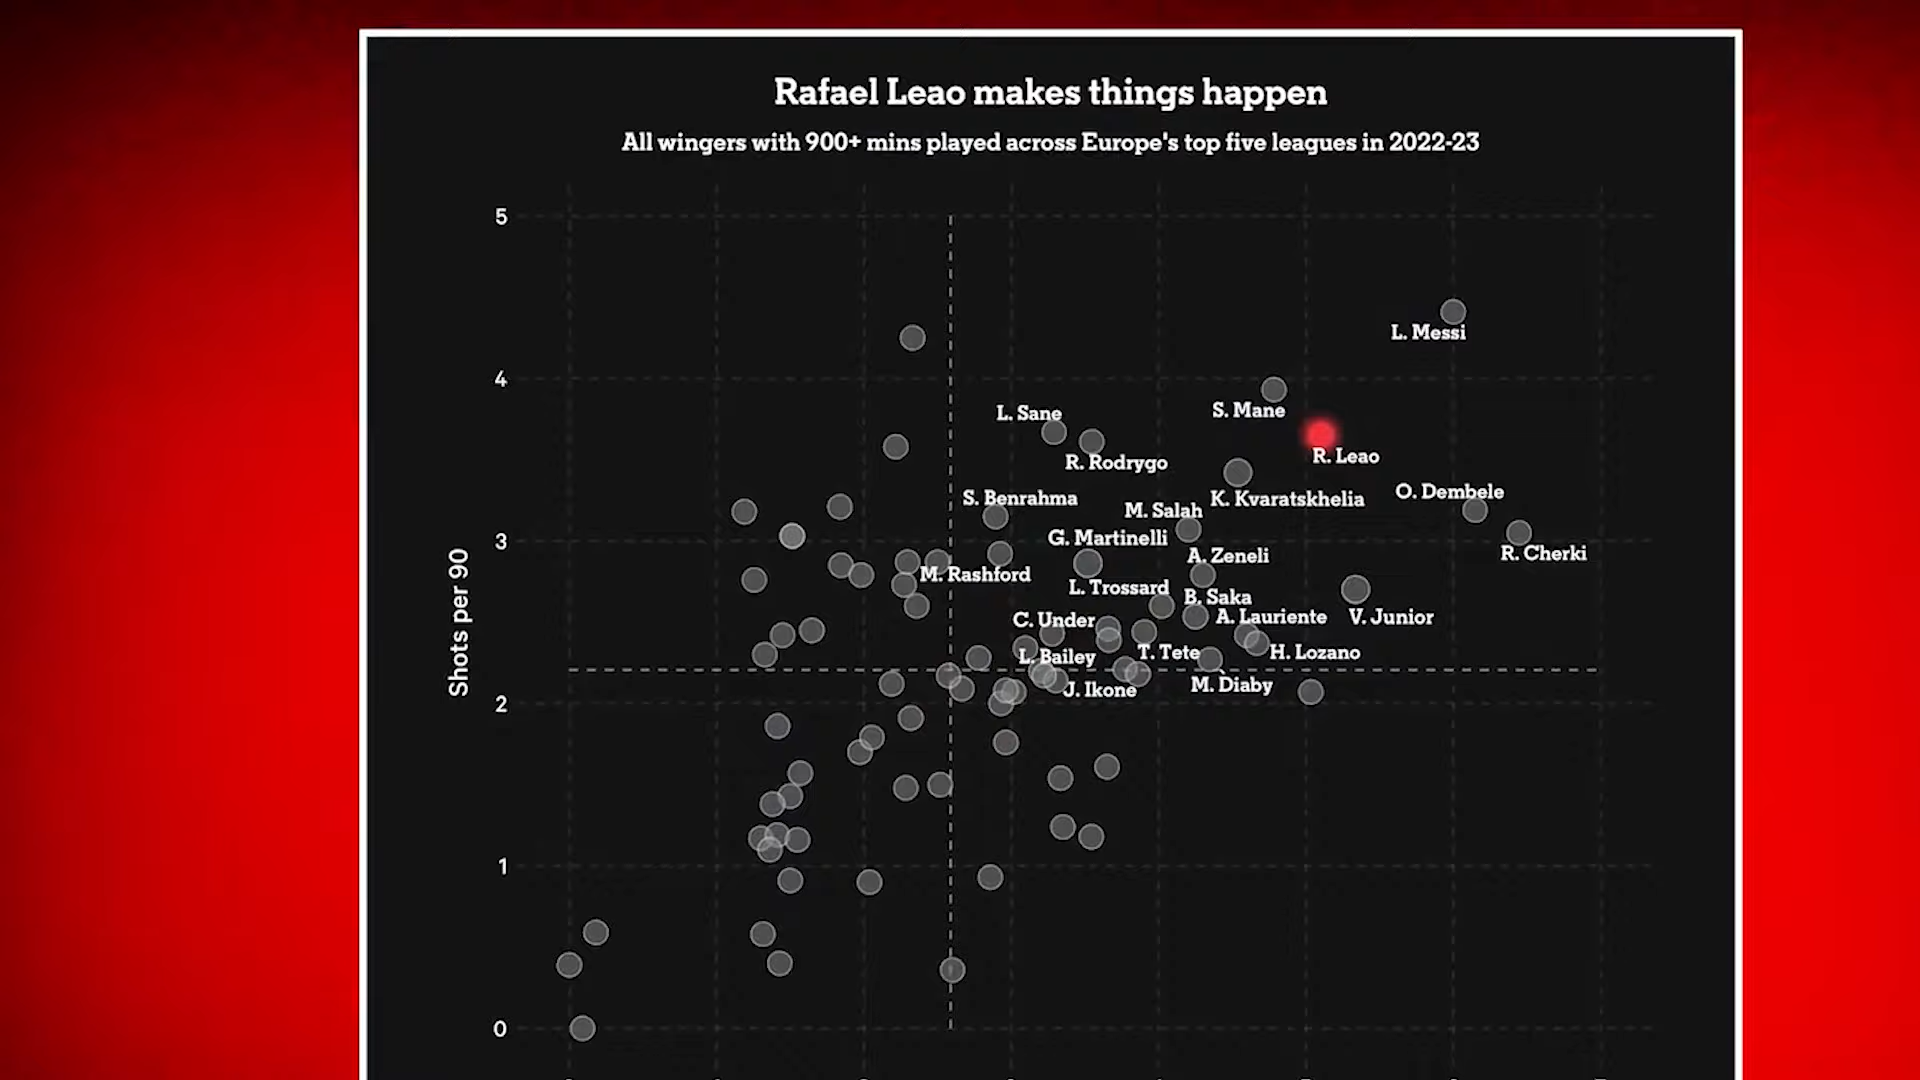 Rafael Leao makes things happen
All wingers with 900+ mins played across Europe's top five leagues in 2022-23
5
L. Messi
4
S. Mane
L. Sane
R. Leao
R. Rodrygo
O. Dembele
S. Benrahma
K. Kvaratskhelia
M. Salah
3
G. Martinelli
R. Cherki
A. Zeneli
M. Rashford
L. Trossard
B. Saka
C. Under
A. Lauriente
V. Junior
Shots per 90
L. Bailey
T. Tete
H. Lozano
J. Ikone
M. Diaby
2
1
0